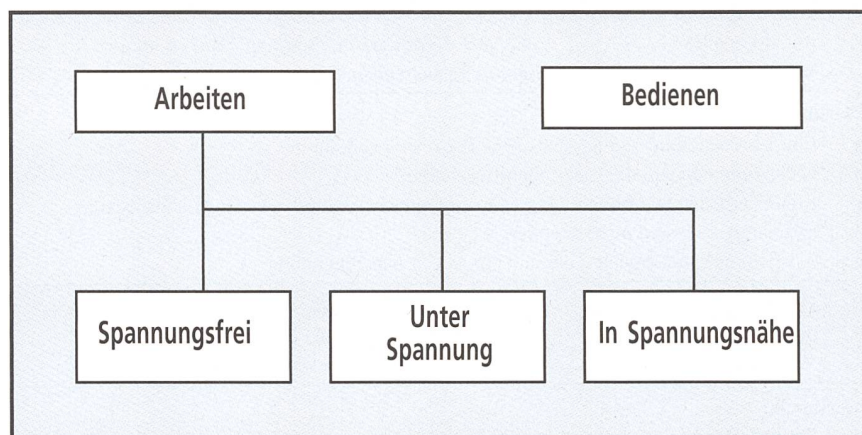 Arbeiten
Bedienen
Spannungsfrei
Unter
Spannung
In Spannungsnähe